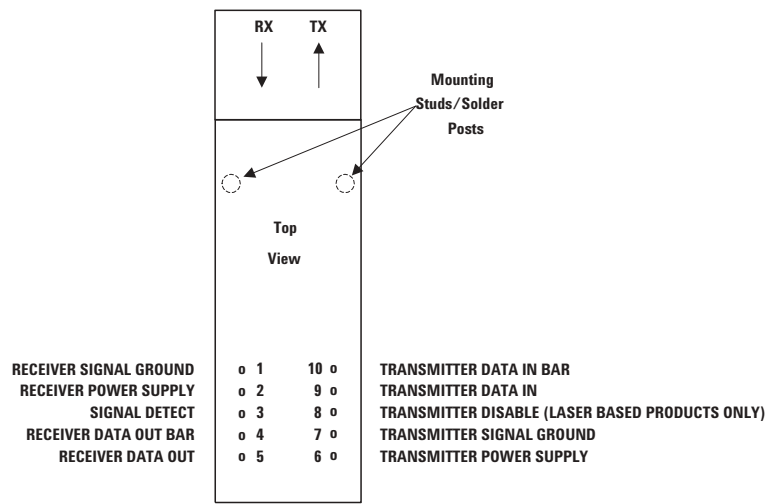 RX TX
Mounting
Studs/Solder
Posts
Top
View
RECEIVER SIGNAL GROUND o 1 10 o TRANSMITTER DATA IN BAR
RECEIVER POWER SUPPLY o 2 9 o TRANSMITTER DATA IN
SIGNAL DETECT o 3 8 o TRANSMITTER DISABLE (LASER BASED PRODUCTS ONLY)
RECEIVER DATA OUT BAR o 4 7 o TRANSMITTER SIGNAL GROUND
RECEIVER DATA OUT o 5 6 o TRANSMITTER POWER SUPPLY